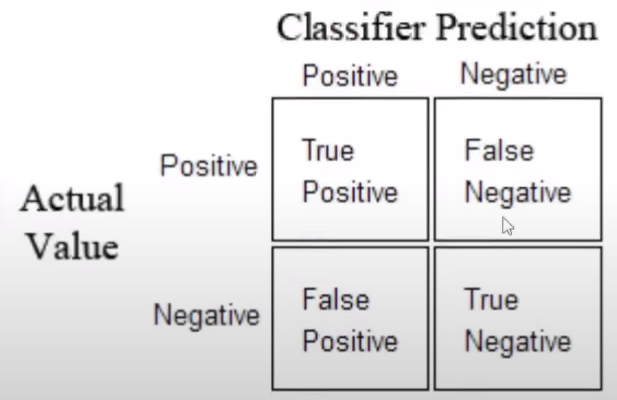 Classifier Prediction
Positive Negative
Positive
True
Positive
False
Negative
Actual
Value
Negative
False
Positive
True
Negative